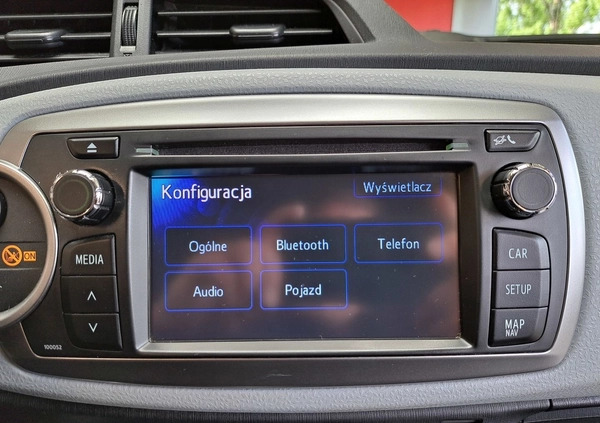 Konfiguracja
Wyświetlacz
Ogólne
Bluetooth
Telefon
Audio
Pojazd
MEDIA
CAR
SETUP
MAP
NAV
ON
100052